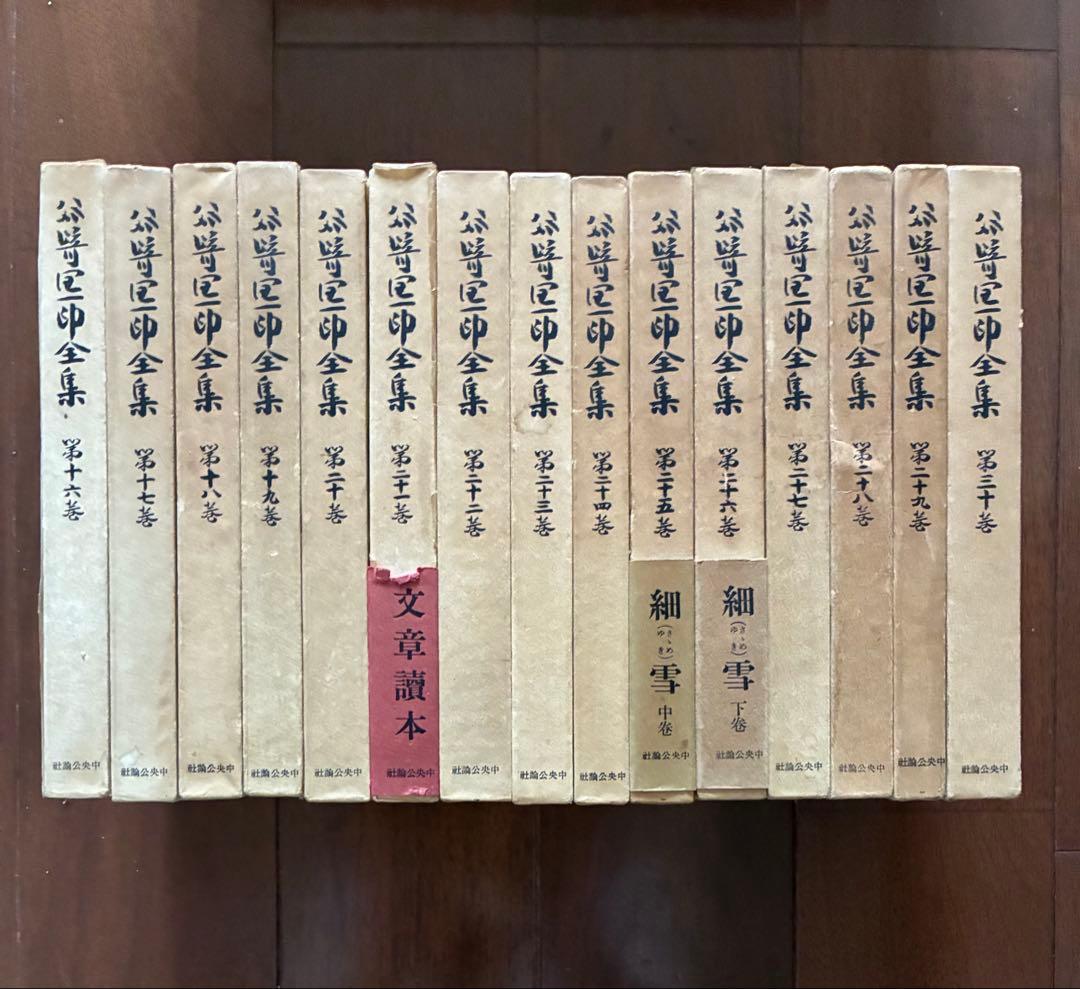 谷崎潤一郎全集 第十六巻
中央公論社
谷崎潤一郎全集 第十七巻
中央公論社
谷崎潤一郎全集 第十八巻
中央公論社
谷崎潤一郎全集 第十九巻
中央公論社
谷崎潤一郎全集 第二十巻
中央公論社
谷崎潤一郎全集 第二十一巻
文章讀本
中央公論社
谷崎潤一郎全集 第二十二巻
中央公論社
谷崎潤一郎全集 第二十三巻
中央公論社
谷崎潤一郎全集 第二十四巻
中央公論社
谷崎潤一郎全集 第二十五巻
細(さゝめゆき)雪 中卷
中央公論社
谷崎潤一郎全集 第二十六巻
細(さゝめゆき)雪 下卷
中央公論社
谷崎潤一郎全集 第二十七巻
中央公論社
谷崎潤一郎全集 第二十八巻
中央公論社
谷崎潤一郎全集 第二十九巻
中央公論社
谷崎潤一郎全集 第三十巻
中央公論社